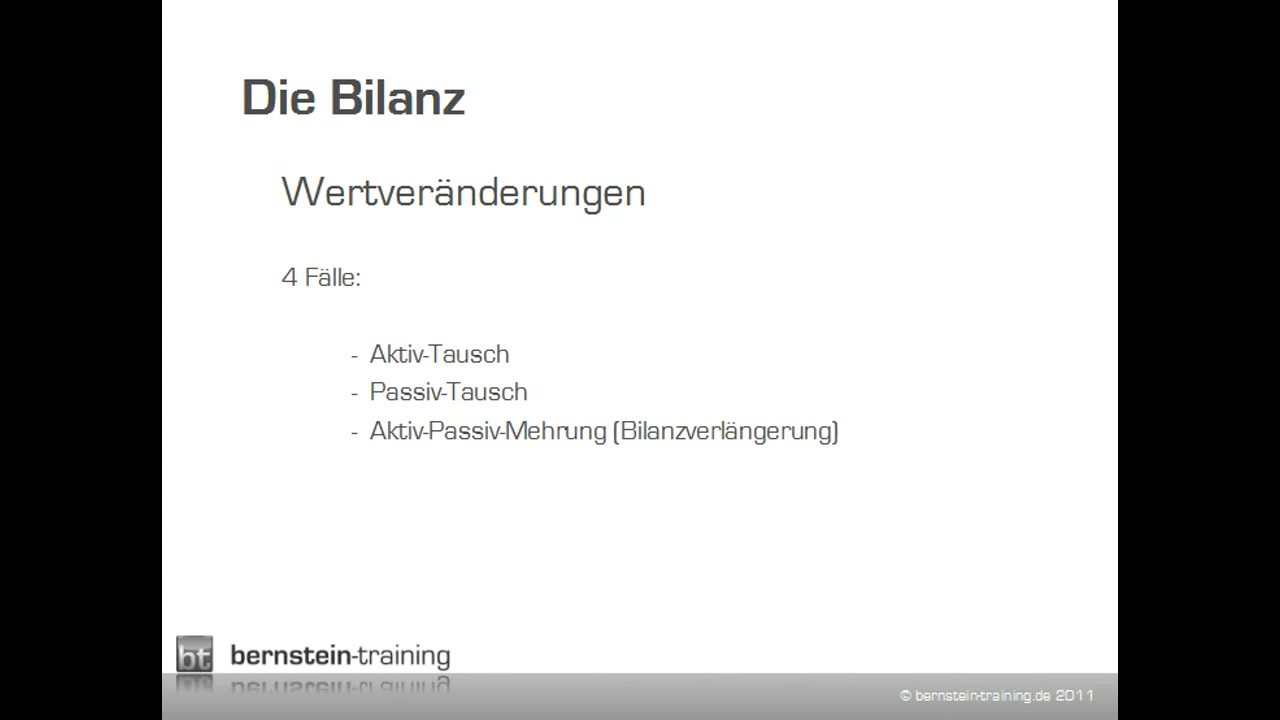 Die Bilanz
Wertveränderungen
4 Fälle:
- Aktiv-Tausch
- Passiv-Tausch
- Aktiv-Passiv-Mehrung (Bilanzverlängerung)
bt bernstein-training
© bernstein-training.de 2011